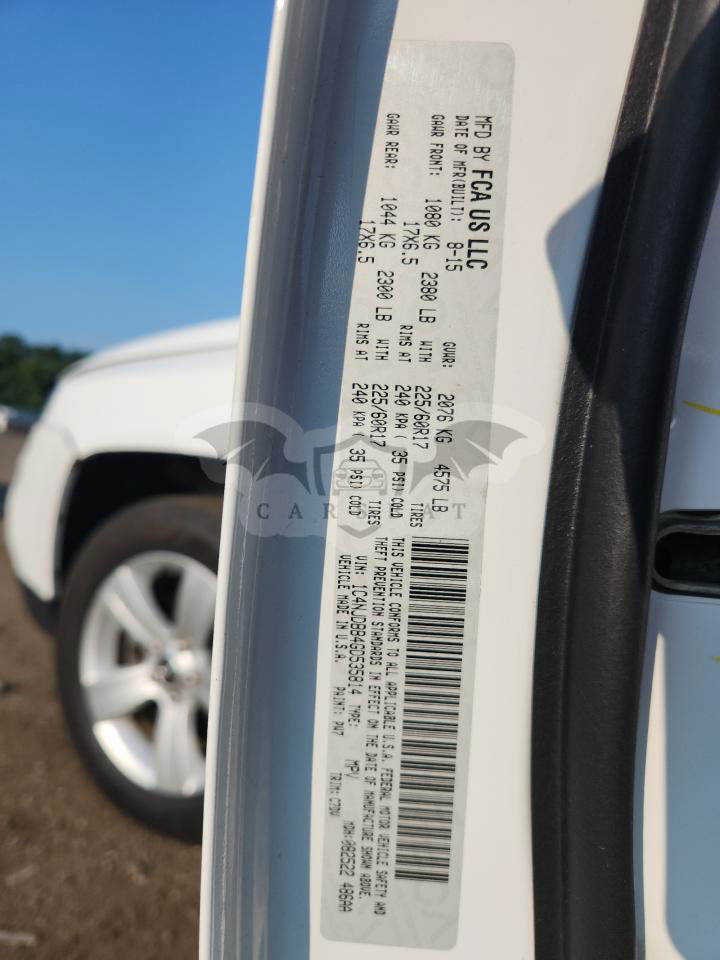 MFD BY FCA US LLC
DATE OF MFR(BUILT): 8-15 GVWR: 2076 KG 4575 LB
GAWR FRONT: 1080 KG 2380 LB WITH 225/60R17 TIRES
17X6.5 RIMS AT 240 KPA ( 35 PSI) COLD
GAWR REAR: 1044 KG 2300 LB WITH 225/60R17 TIRES
17X6.5 RIMS AT 240 KPA ( 35 PSI) COLD
THIS VEHICLE CONFORMS TO ALL APPLICABLE U.S.A. FEDERAL MOTOR VEHICLE SAFETY AND
THEFT PREVENTION STANDARDS IN EFFECT ON THE DATE OF MANUFACTURE SHOWN ABOVE.
VIN: 1C4NJDBB4GD535814 TYPE: MPV MDH:082522 486AA
VEHICLE MADE IN U.S.A. PAINT: PW7 TRIM: